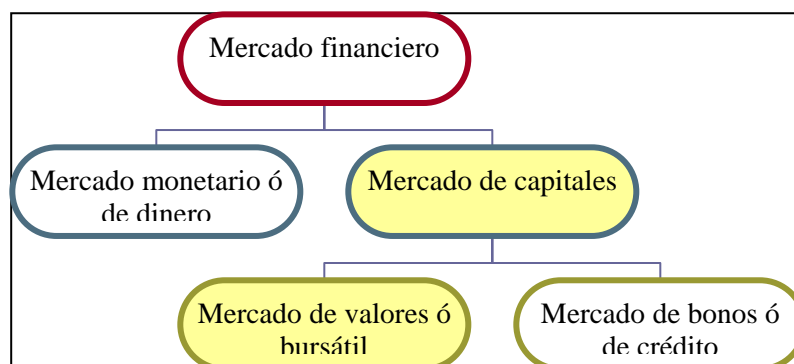 Mercado financiero
Mercado monetario ó
de dinero
Mercado de capitales
Mercado de valores ó
bursátil
Mercado de bonos ó
de crédito